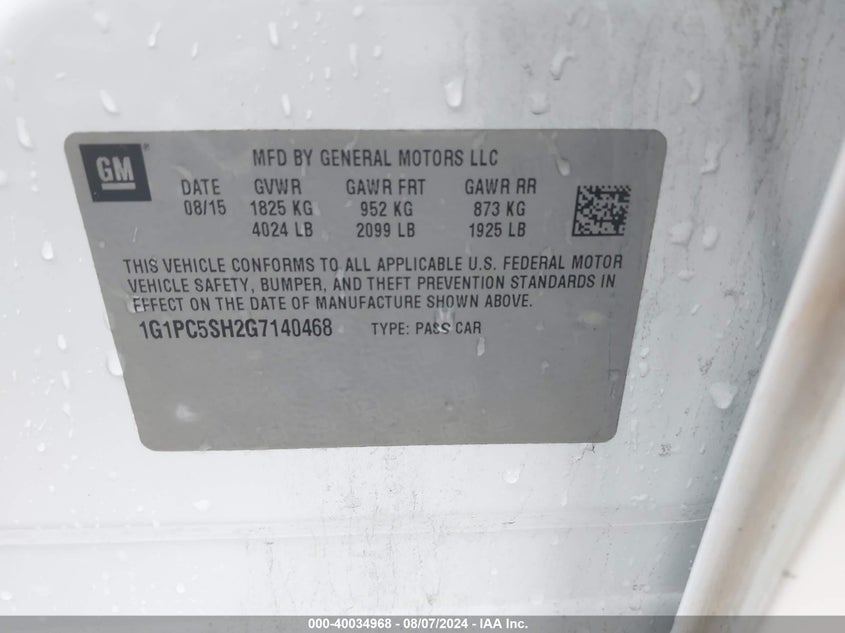 GM
MFD BY GENERAL MOTORS LLC
DATE GVWR GAWR FRT GAWR RR
08/15 1825 KG 952 KG 873 KG
4024 LB 2099 LB 1925 LB
THIS VEHICLE CONFORMS TO ALL APPLICABLE U.S. FEDERAL MOTOR
VEHICLE SAFETY, BUMPER, AND THEFT PREVENTION STANDARDS IN
EFFECT ON THE DATE OF MANUFACTURE SHOWN ABOVE.
1G1PC5SH2G7140468 TYPE: PASS CAR
000-40034968 - 08/07/2024 - IAA Inc.